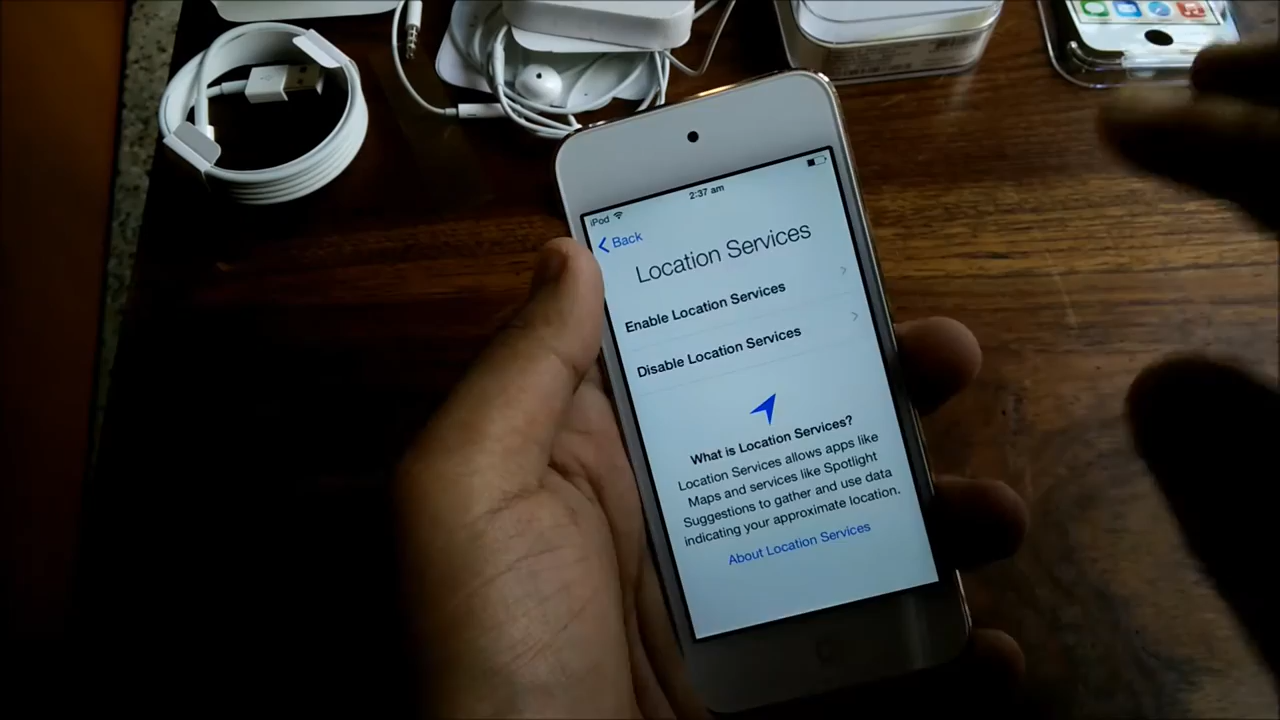 iPod
2:37 am
Back
Location Services
Enable Location Services
Disable Location Services
What is Location Services?
Location Services allows apps like
Maps and services like Spotlight
Suggestions to gather and use data
indicating your approximate location.
About Location Services